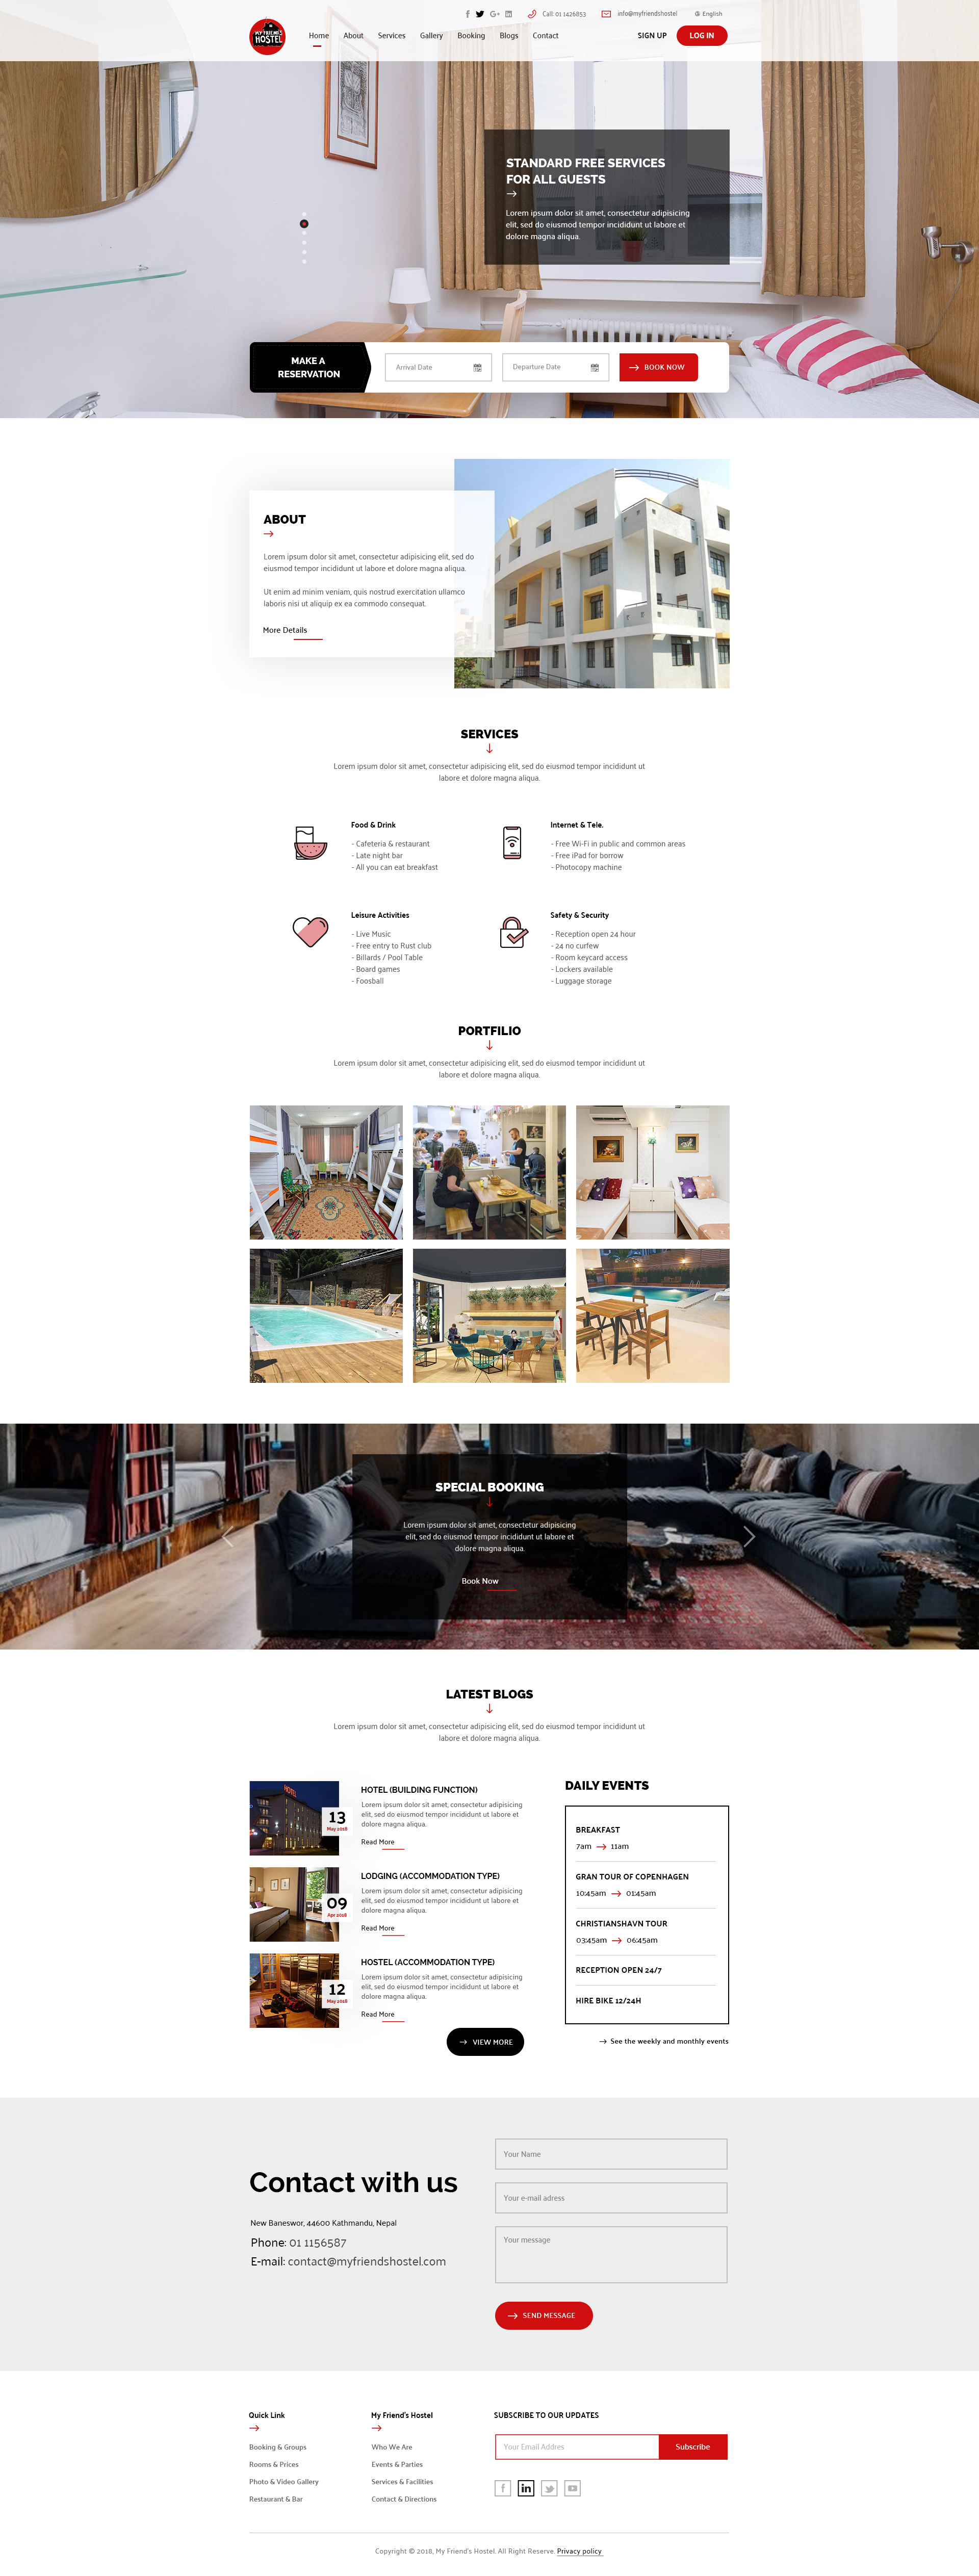 Call: 01 1426853
info@myfriendshostel
English
MY FRIEND'S
HOSTEL
Home
About
Services
Gallery
Booking
Blogs
Contact
SIGN UP
LOG IN
STANDARD FREE SERVICES
FOR ALL GUESTS
Lorem ipsum dolor sit amet, consectetur adipisicing
elit, sed do eiusmod tempor incididunt ut labore et
dolore magna aliqua.
MAKE A
RESERVATION
Arrival Date
Departure Date
BOOK NOW
ABOUT
Lorem ipsum dolor sit amet, consectetur adipisicing elit, sed do
eiusmod tempor incididunt ut labore et dolore magna aliqua.
Ut enim ad minim veniam, quis nostrud exercitation ullamco
laboris nisi ut aliquip ex ea commodo consequat.
More Details
SERVICES
Lorem ipsum dolor sit amet, consectetur adipisicing elit, sed do eiusmod tempor incididunt ut
labore et dolore magna aliqua.
Food & Drink
- Cafeteria & restaurant
- Late night bar
- All you can eat breakfast
Internet & Tele.
- Free Wi-Fi in public and common areas
- Free iPad for borrow
- Photocopy machine
Leisure Activities
- Live Music
- Free entry to Rust club
- Billards / Pool Table
- Board games
- Foosball
Safety & Security
- Reception open 24 hour
- 24 no curfew
- Room keycard access
- Lockers available
- Luggage storage
PORTFILIO
Lorem ipsum dolor sit amet, consectetur adipisicing elit, sed do eiusmod tempor incididunt ut
labore et dolore magna aliqua.
SPECIAL BOOKING
Lorem ipsum dolor sit amet, consectetur adipisicing
elit, sed do eiusmod tempor incididunt ut labore et
dolore magna aliqua.
Book Now
LATEST BLOGS
Lorem ipsum dolor sit amet, consectetur adipisicing elit, sed do eiusmod tempor incididunt ut
labore et dolore magna aliqua.
HOTEL
13
May 2018
HOTEL (BUILDING FUNCTION)
Lorem ipsum dolor sit amet, consectetur adipisicing
elit, sed do eiusmod tempor incididunt ut labore et
dolore magna aliqua.
Read More
09
Apr 2018
LODGING (ACCOMMODATION TYPE)
Lorem ipsum dolor sit amet, consectetur adipisicing
elit, sed do eiusmod tempor incididunt ut labore et
dolore magna aliqua.
Read More
12
May 2018
HOSTEL (ACCOMMODATION TYPE)
Lorem ipsum dolor sit amet, consectetur adipisicing
elit, sed do eiusmod tempor incididunt ut labore et
dolore magna aliqua.
Read More
VIEW MORE
DAILY EVENTS
BREAKFAST
7am → 11am
GRAN TOUR OF COPENHAGEN
10:45am → 01:45am
CHRISTIANSHAVN TOUR
03:45am → 06:45am
RECEPTION OPEN 24/7
HIRE BIKE 12/24H
See the weekly and monthly events
Contact with us
New Baneswor, 44600 Kathmandu, Nepal
Phone: 01 1156587
E-mail: contact@myfriendshostel.com
Your Name
Your e-mail adress
Your message
SEND MESSAGE
Quick Link
Booking & Groups
Rooms & Prices
Photo & Video Gallery
Restaurant & Bar
My Friend's Hostel
Who We Are
Events & Parties
Services & Facilities
Contact & Directions
SUBSCRIBE TO OUR UPDATES
Your Email Addres
Subscribe
Copyright © 2018, My Friend's Hostel. All Right Reserve. Privacy policy